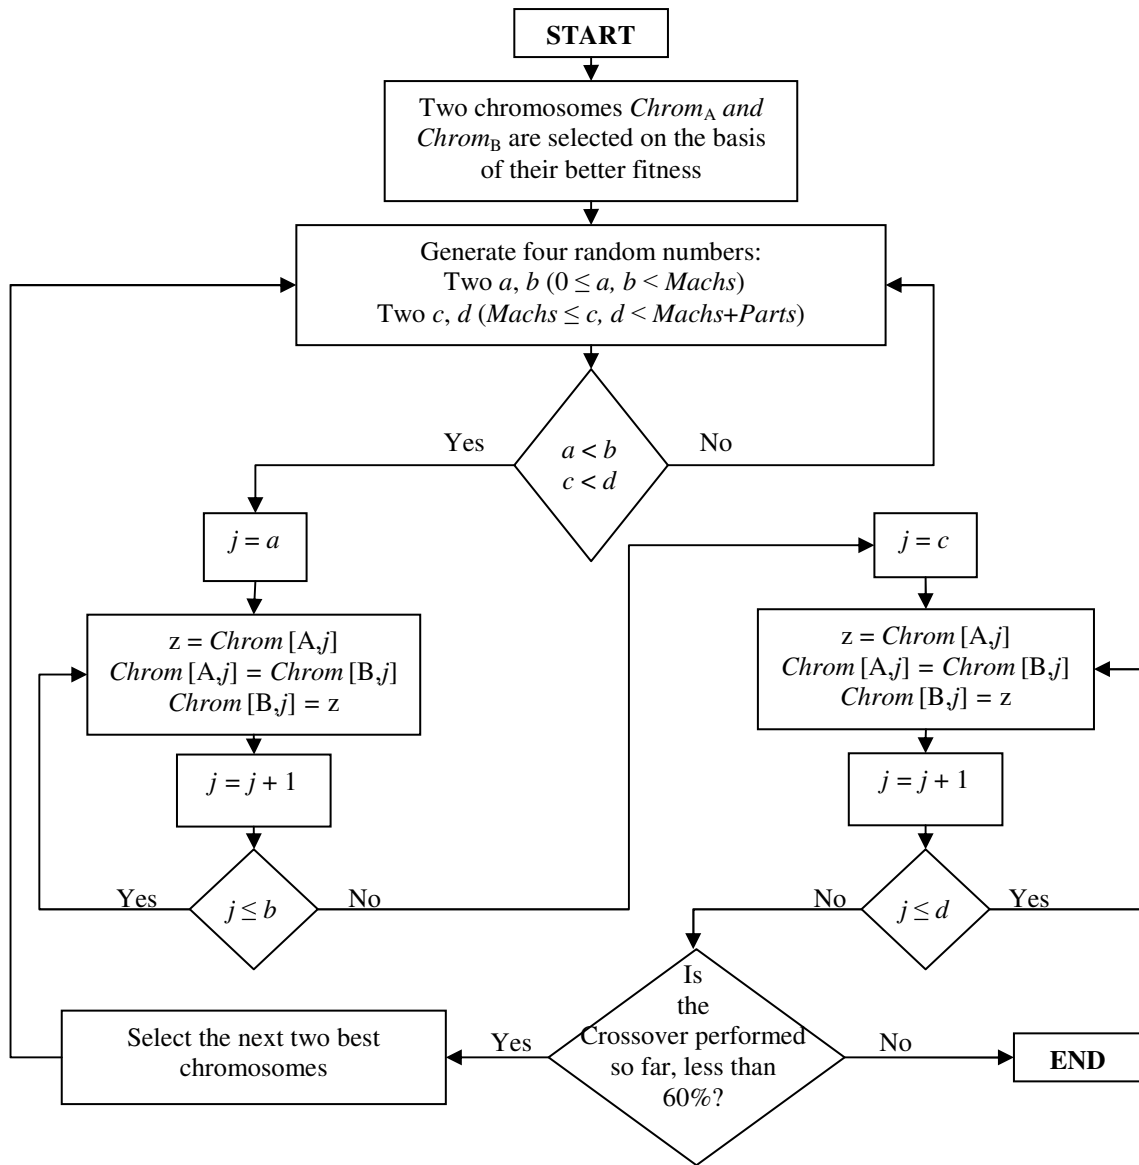 START
Two chromosomes Chrom_A and
Chrom_B are selected on the basis
of their better fitness
Generate four random numbers:
Two a, b (0 ≤ a, b < Machs)
Two c, d (Machs ≤ c, d < Machs+Parts)
Yes
a < b
c < d
No
j = a
j = c
z = Chrom [A,j]
Chrom [A,j] = Chrom [B,j]
Chrom [B,j] = z
z = Chrom [A,j]
Chrom [A,j] = Chrom [B,j]
Chrom [B,j] = z
j = j + 1
j = j + 1
Yes
j ≤ b
No
No
j ≤ d
Yes
Is
the
Crossover performed
so far, less than
60%?
Yes
No
Select the next two best
chromosomes
END